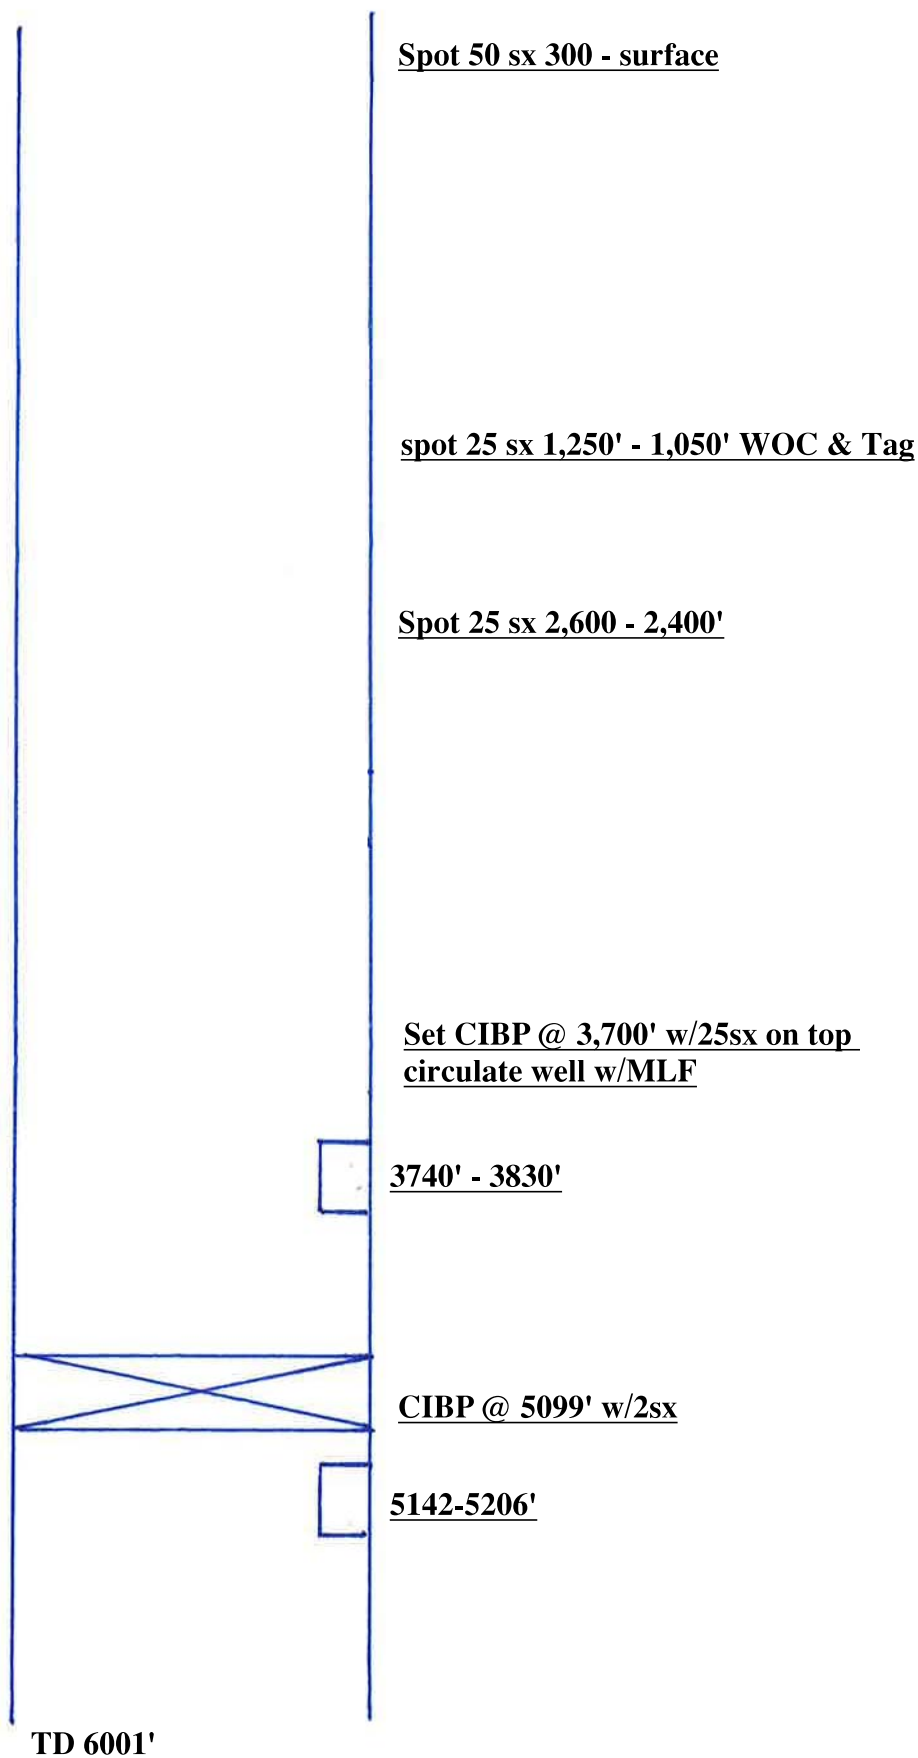 Spot 50 sx 300 - surface
spot 25 sx 1,250' - 1,050' WOC & Tag
Spot 25 sx 2,600 - 2,400'
Set CIBP @ 3,700' w/25sx on top
circulate well w/MLF
3740' - 3830'
CIBP @ 5099' w/2sx
5142-5206'
TD 6001'